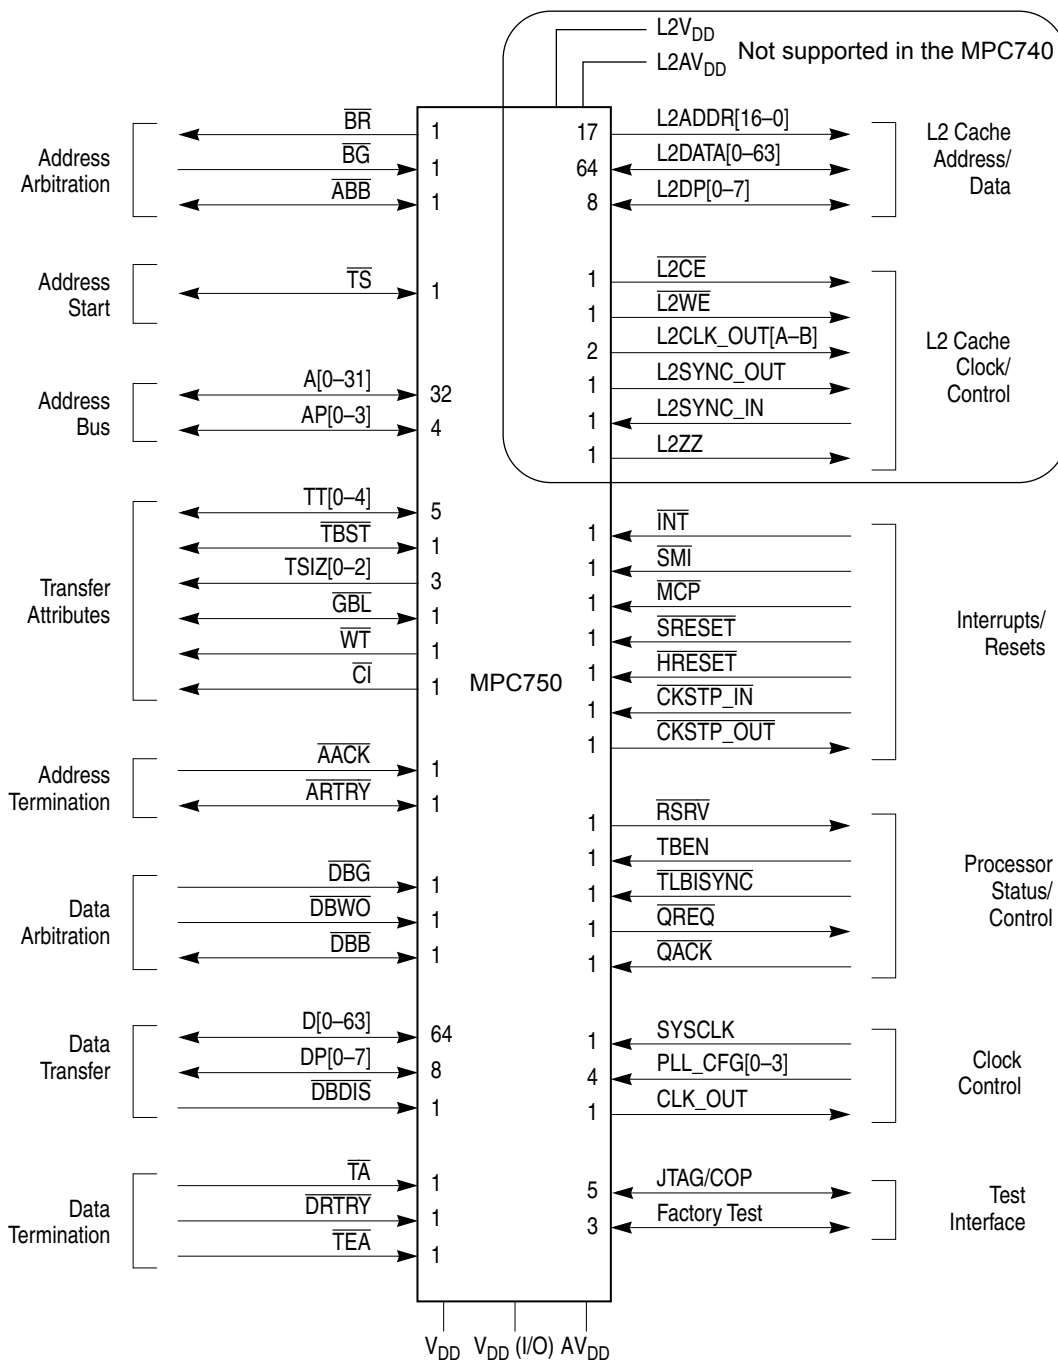 L2VDD
L2AVDD
Not supported in the MPC740
Address
Arbitration
BR 1
BG 1
ABB 1
Address
Start
TS 1
Address
Bus
A[0–31] 32
AP[0–3] 4
Transfer
Attributes
TT[0–4] 5
TBST 1
TSIZ[0–2] 3
GBL 1
WT 1
CI 1
Address
Termination
AACK 1
ARTRY 1
Data
Arbitration
DBG 1
DBWO 1
DBB 1
Data
Transfer
D[0–63] 64
DP[0–7] 8
DBDIS 1
Data
Termination
TA 1
DRTRY 1
TEA 1
MPC750
17 L2ADDR[16–0]
64 L2DATA[0–63]
8 L2DP[0–7]
L2 Cache
Address/
Data
1 L2CE
1 L2WE
2 L2CLK_OUT[A–B]
1 L2SYNC_OUT
1 L2SYNC_IN
1 L2ZZ
L2 Cache
Clock/
Control
1 INT
1 SMI
1 MCP
1 SRESET
1 HRESET
1 CKSTP_IN
1 CKSTP_OUT
Interrupts/
Resets
1 RSRV
1 TBEN
1 TLBISYNC
1 QREQ
1 QACK
Processor
Status/
Control
1 SYSCLK
4 PLL_CFG[0–3]
1 CLK_OUT
Clock
Control
5 JTAG/COP
3 Factory Test
Test
Interface
VDD VDD (I/O) AVDD